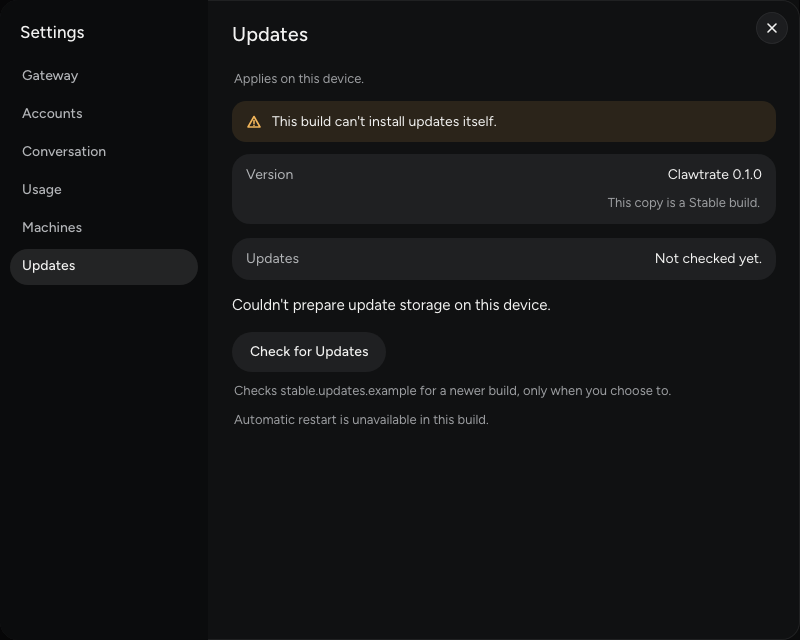 Settings
Gateway
Accounts
Conversation
Usage
Machines
Updates
Updates
Applies on this device.
This build can't install updates itself.
Version
Clawtrate 0.1.0
This copy is a Stable build.
Updates
Not checked yet.
Couldn't prepare update storage on this device.
Check for Updates
Checks stable.updates.example for a newer build, only when you choose to.
Automatic restart is unavailable in this build.